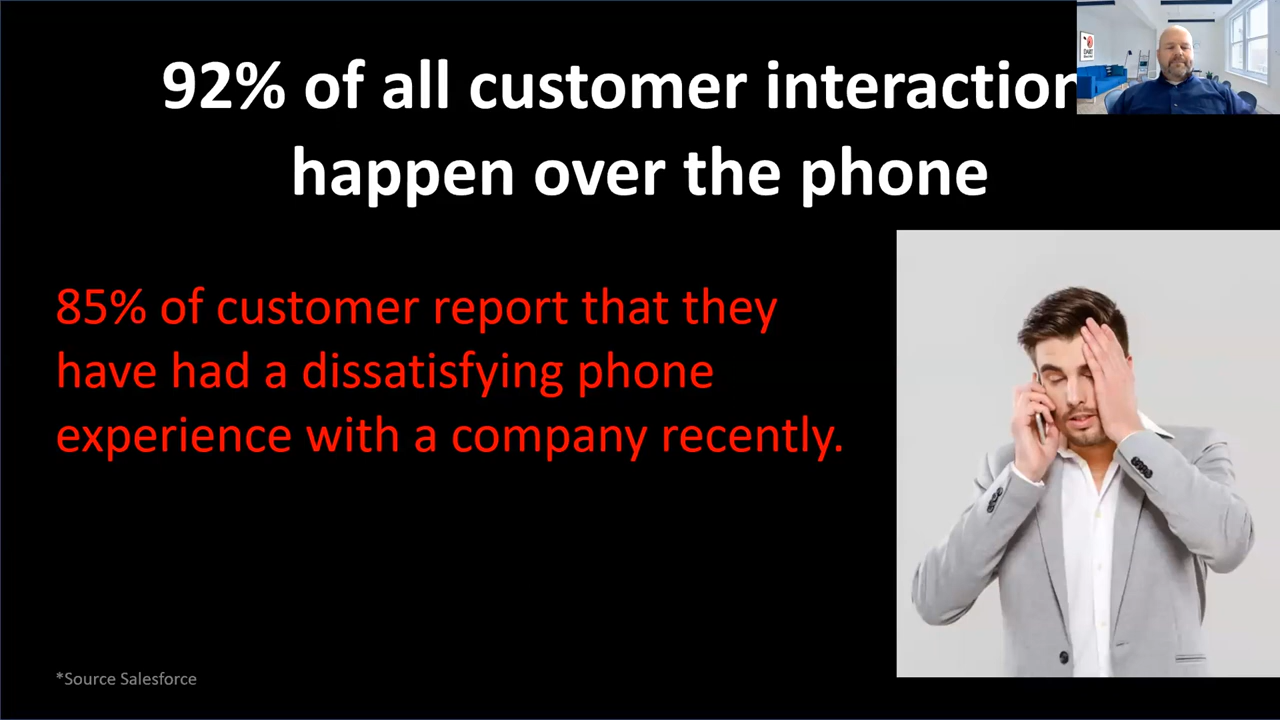 92% of all customer interaction
happen over the phone
85% of customer report that they
have had a dissatisfying phone
experience with a company recently.
*Source Salesforce